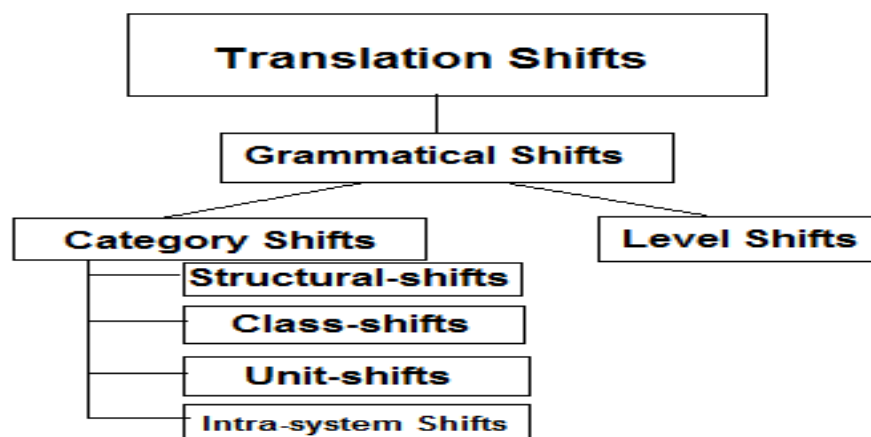 Translation Shifts
Grammatical Shifts
Category Shifts
Level Shifts
Structural-shifts
Class-shifts
Unit-shifts
Intra-system Shifts